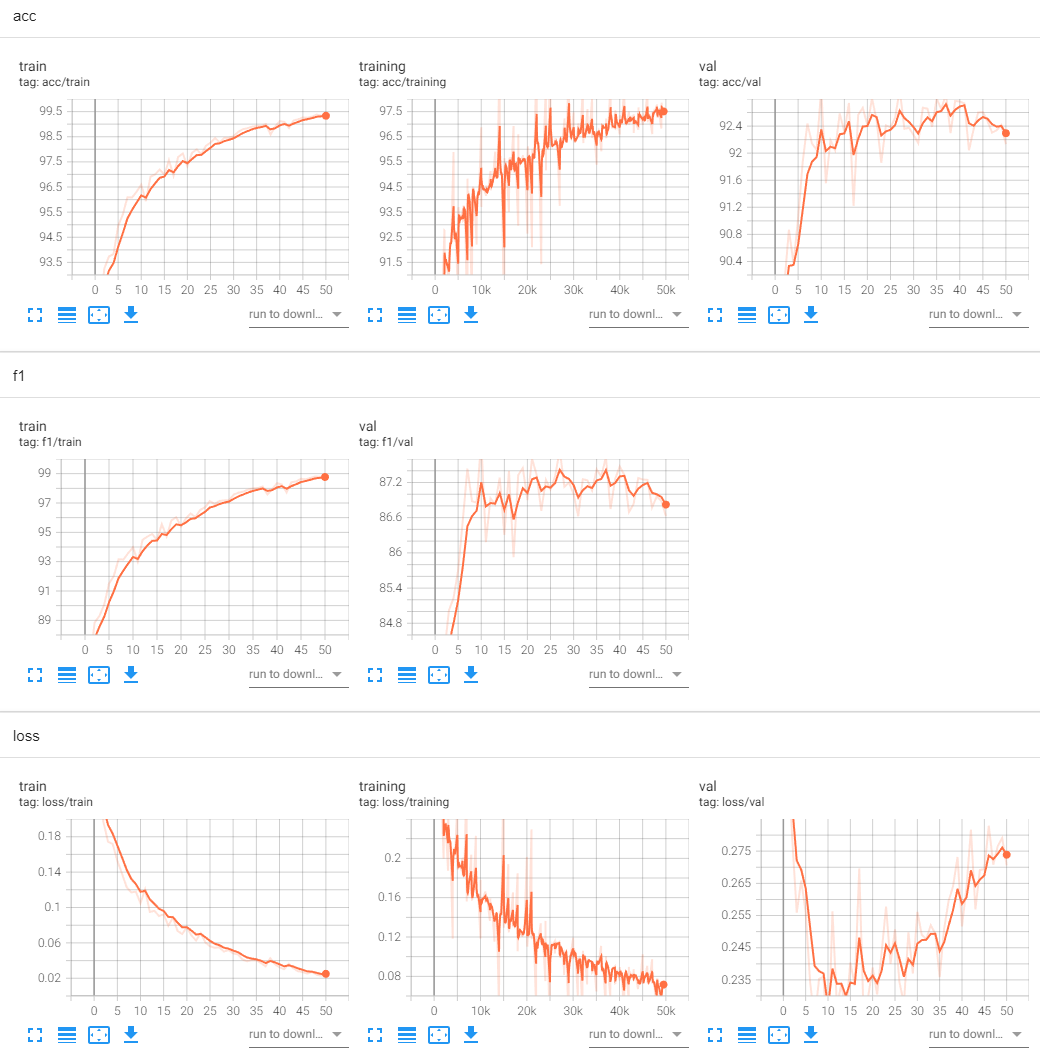 acc
train
tag: acc/train
99.5
98.5
97.5
96.5
95.5
94.5
93.5
0 5 10 15 20 25 30 35 40 45 50
run to downl...
training
tag: acc/training
97.5
96.5
95.5
94.5
93.5
92.5
91.5
0 10k 20k 30k 40k 50k
run to downl...
val
tag: acc/val
92.4
92
91.6
91.2
90.8
90.4
0 5 10 15 20 25 30 35 40 45 50
run to downl...
f1
train
tag: f1/train
99
97
95
93
91
89
0 5 10 15 20 25 30 35 40 45 50
run to downl...
val
tag: f1/val
87.2
86.6
86
85.4
84.8
0 5 10 15 20 25 30 35 40 45 50
run to downl...
loss
train
tag: loss/train
0.18
0.14
0.1
0.06
0.02
0 5 10 15 20 25 30 35 40 45 50
run to downl...
training
tag: loss/training
0.2
0.16
0.12
0.08
0 10k 20k 30k 40k 50k
run to downl...
val
tag: loss/val
0.275
0.265
0.255
0.245
0.235
0 5 10 15 20 25 30 35 40 45 50
run to downl...